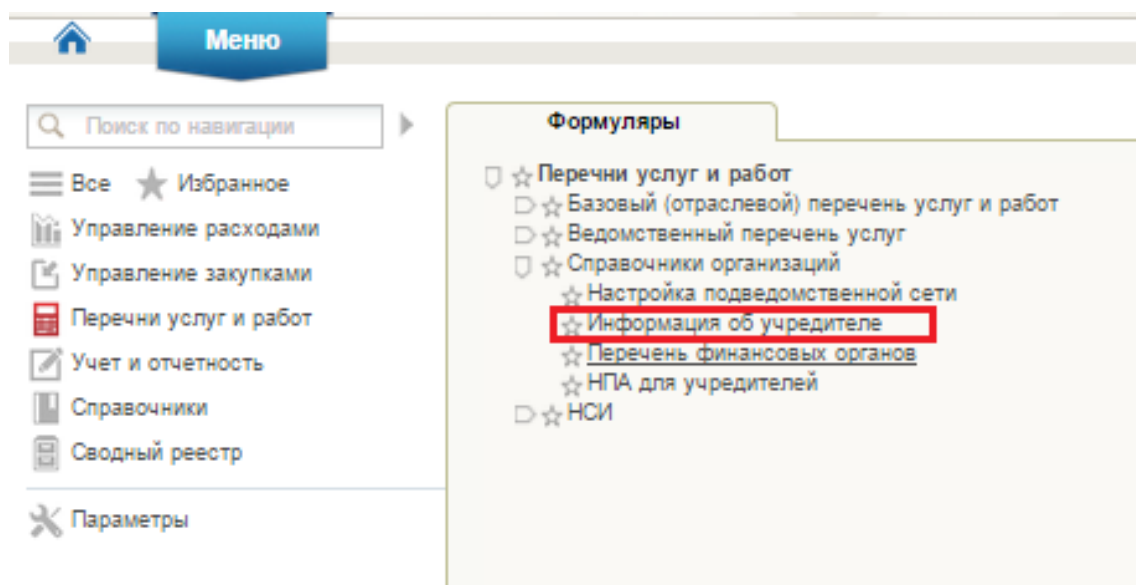 Меню
Поиск по навигации
Все Избранное
Управление расходами
Управление закупками
Перечни услуг и работ
Учет и отчетность
Справочники
Сводный реестр
Параметры
Формуляры
Перечни услуг и работ
Базовый (отраслевой) перечень услуг и работ
Ведомственный перечень услуг
Справочники организаций
Настройка подведомственной сети
Информация об учредителе
Перечень финансовых органов
НПА для учредителей
НСИ